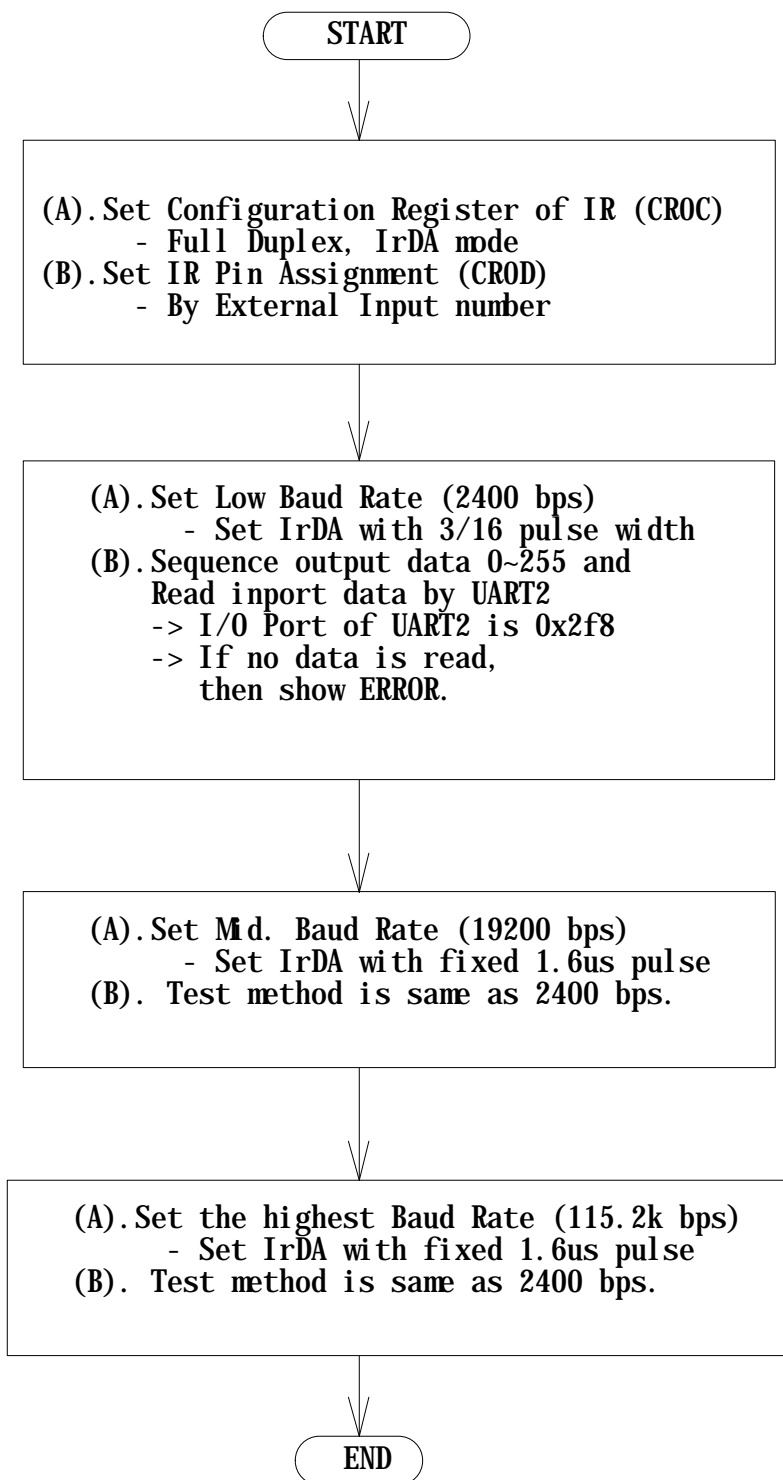 START
(A).Set Configuration Register of IR (CR0C)
- Full Duplex, IrDA mode
(B).Set IR Pin Assignment (CR0D)
- By External Input number
(A).Set Low Baud Rate (2400 bps)
- Set IrDA with 3/16 pulse width
(B).Sequence output data 0~255 and
Read inport data by UART2
-> I/O Port of UART2 is 0x2f8
-> If no data is read,
then show ERROR.
(A).Set Mid. Baud Rate (19200 bps)
- Set IrDA with fixed 1.6us pulse
(B). Test method is same as 2400 bps.
(A).Set the highest Baud Rate (115.2k bps)
- Set IrDA with fixed 1.6us pulse
(B). Test method is same as 2400 bps.
END